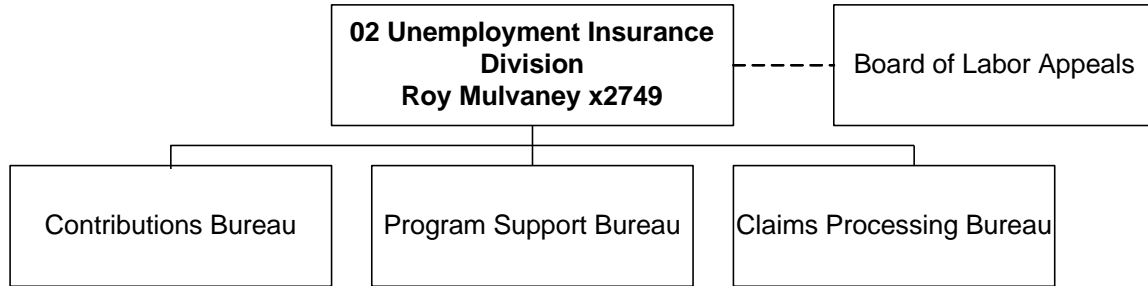 02 Unemployment Insurance
Division
Roy Mulvaney x2749
Board of Labor Appeals
Contributions Bureau
Program Support Bureau
Claims Processing Bureau